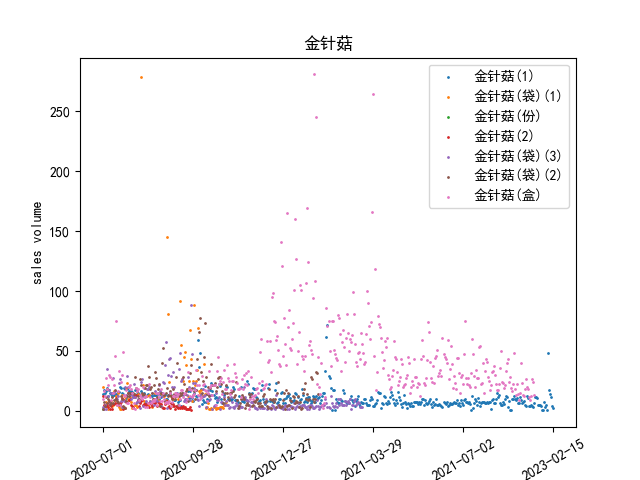 金针菇
金针菇(1)
金针菇(袋)(1)
金针菇(份)
金针菇(2)
金针菇(袋)(3)
金针菇(袋)(2)
金针菇(盒)
sales volume
250
200
150
100
50
0
2020-07-01
2020-09-28
2020-12-27
2021-03-29
2021-07-02
2023-02-15